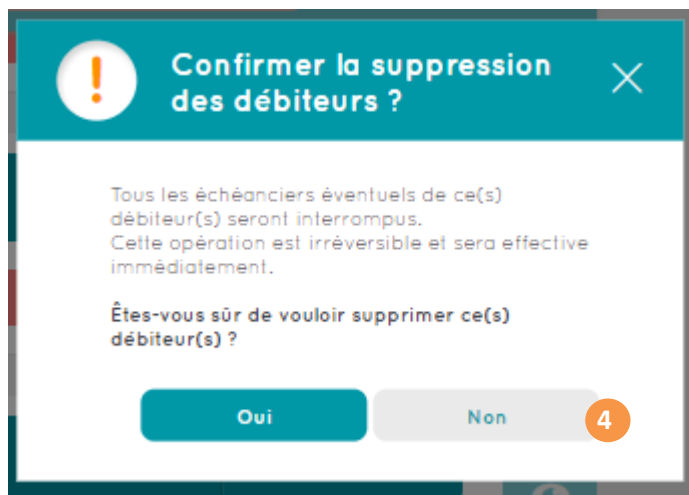 Confirmer la suppression
des débiteurs ?
Tous les échéanciers éventuels de ce(s)
débiteur(s) seront interrompus.
Cette opération est irréversible et sera effective
immédiatement.
Êtes-vous sûr de vouloir supprimer ce(s)
débiteur(s) ?
Oui
Non
4